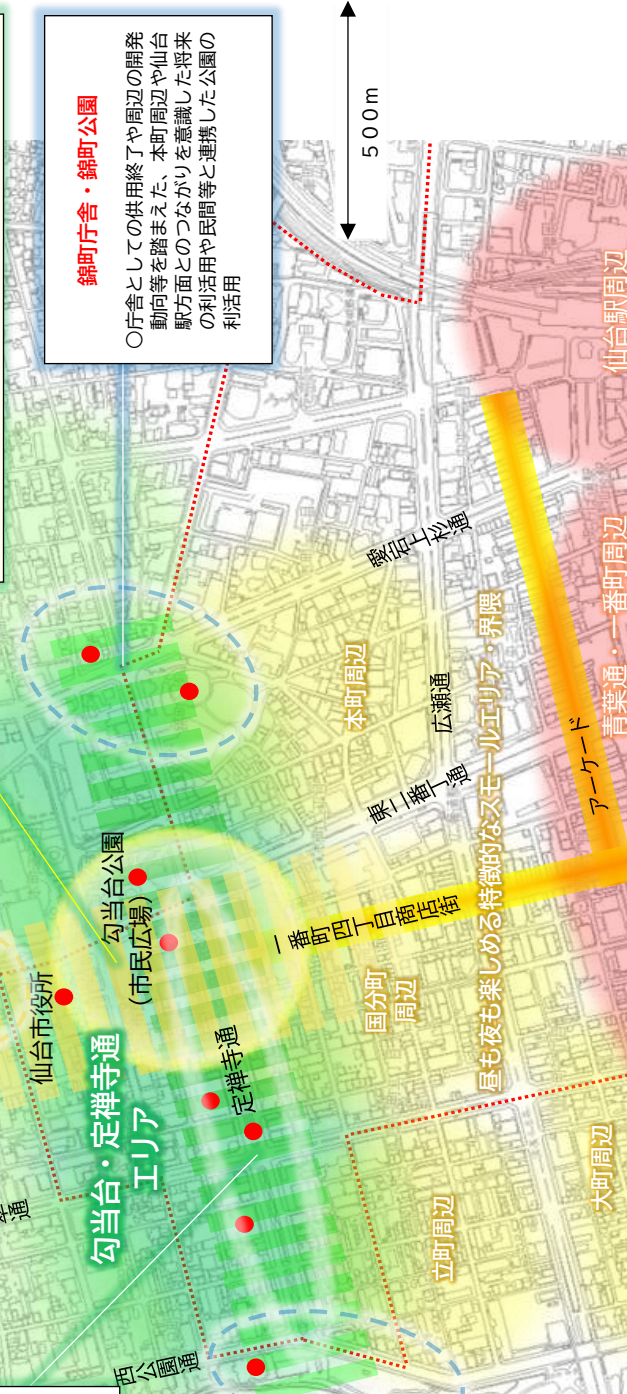 錦町庁舎・錦町公園
○庁舎としての供用終了や周辺の開発
動向等を踏まえた、本町周辺や仙台
駅方面とのつながりを意識した将来
の利活用や民間等と連携した公園の
利活用
500m
仙台市役所
勾当台公園
(市民広場)
勾当台・定禅寺通
エリア
定禅寺通
西公園通
通
一番町四丁目商店街
国分町
周辺
本町周辺
東二番丁通
広瀬通
愛宕上杉通
昼も夜も楽しめる特徴的なスモールエリア・界隈
立町周辺
大町周辺
アーケード
青葉通・一番町周辺
仙台駅周辺